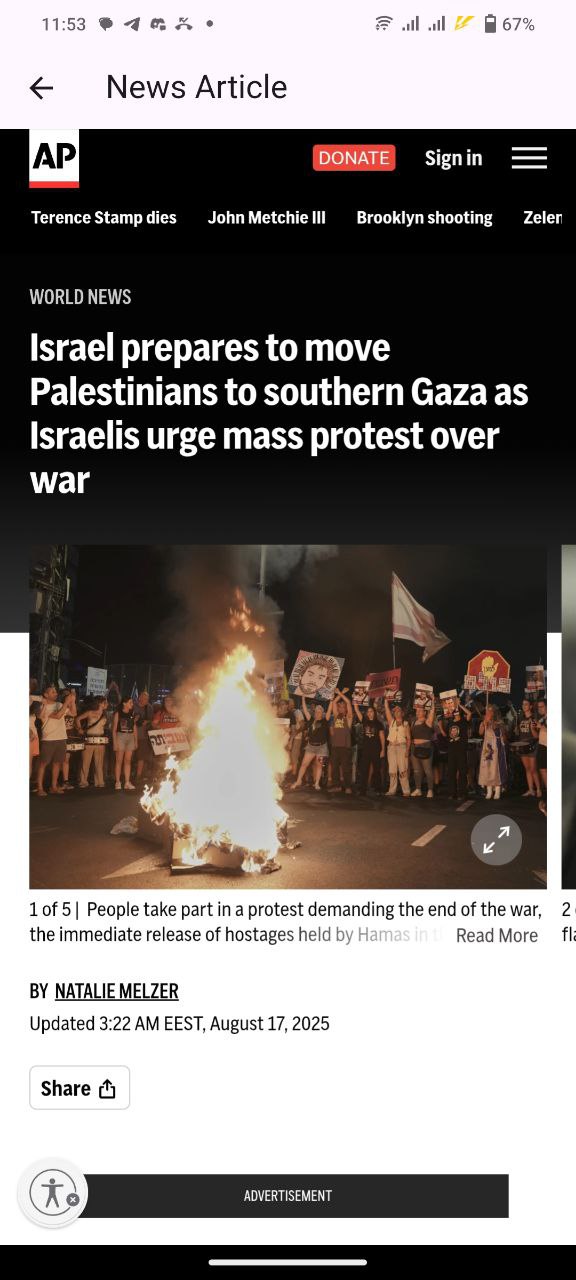 11:53
67%
News Article
AP
DONATE
Sign in
Terence Stamp dies
John Metchie III
Brooklyn shooting
Zelen
WORLD NEWS
Israel prepares to move
Palestinians to southern Gaza as
Israelis urge mass protest over
war
1 of 5 | People take part in a protest demanding the end of the war,
the immediate release of hostages held by Hamas in t
Read More
2
fla
BY NATALIE MELZER
Updated 3:22 AM EEST, August 17, 2025
Share
ADVERTISEMENT